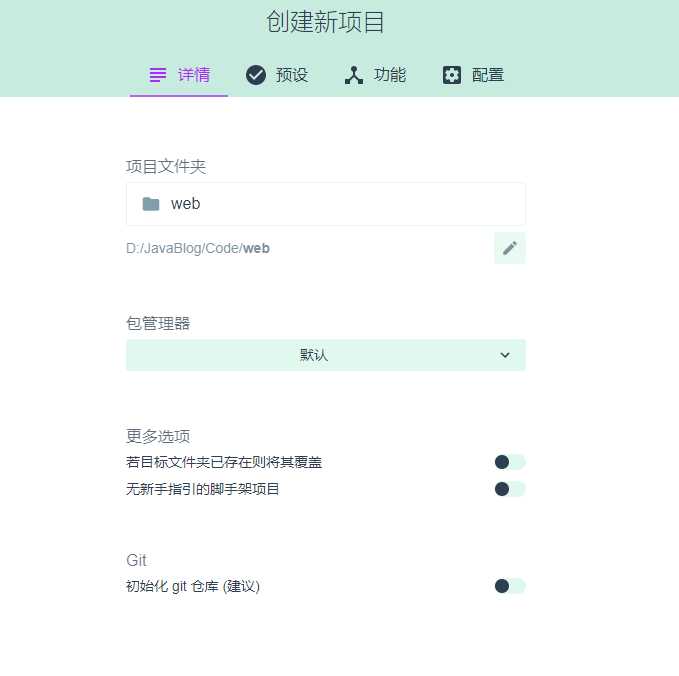 创建新项目
详情 预设 功能 配置
项目文件夹
web
D:/JavaBlog/Code/web
包管理器
默认
更多选项
若目标文件夹已存在则将其覆盖
无新手指引的脚手架项目
Git
初始化 git 仓库 (建议)